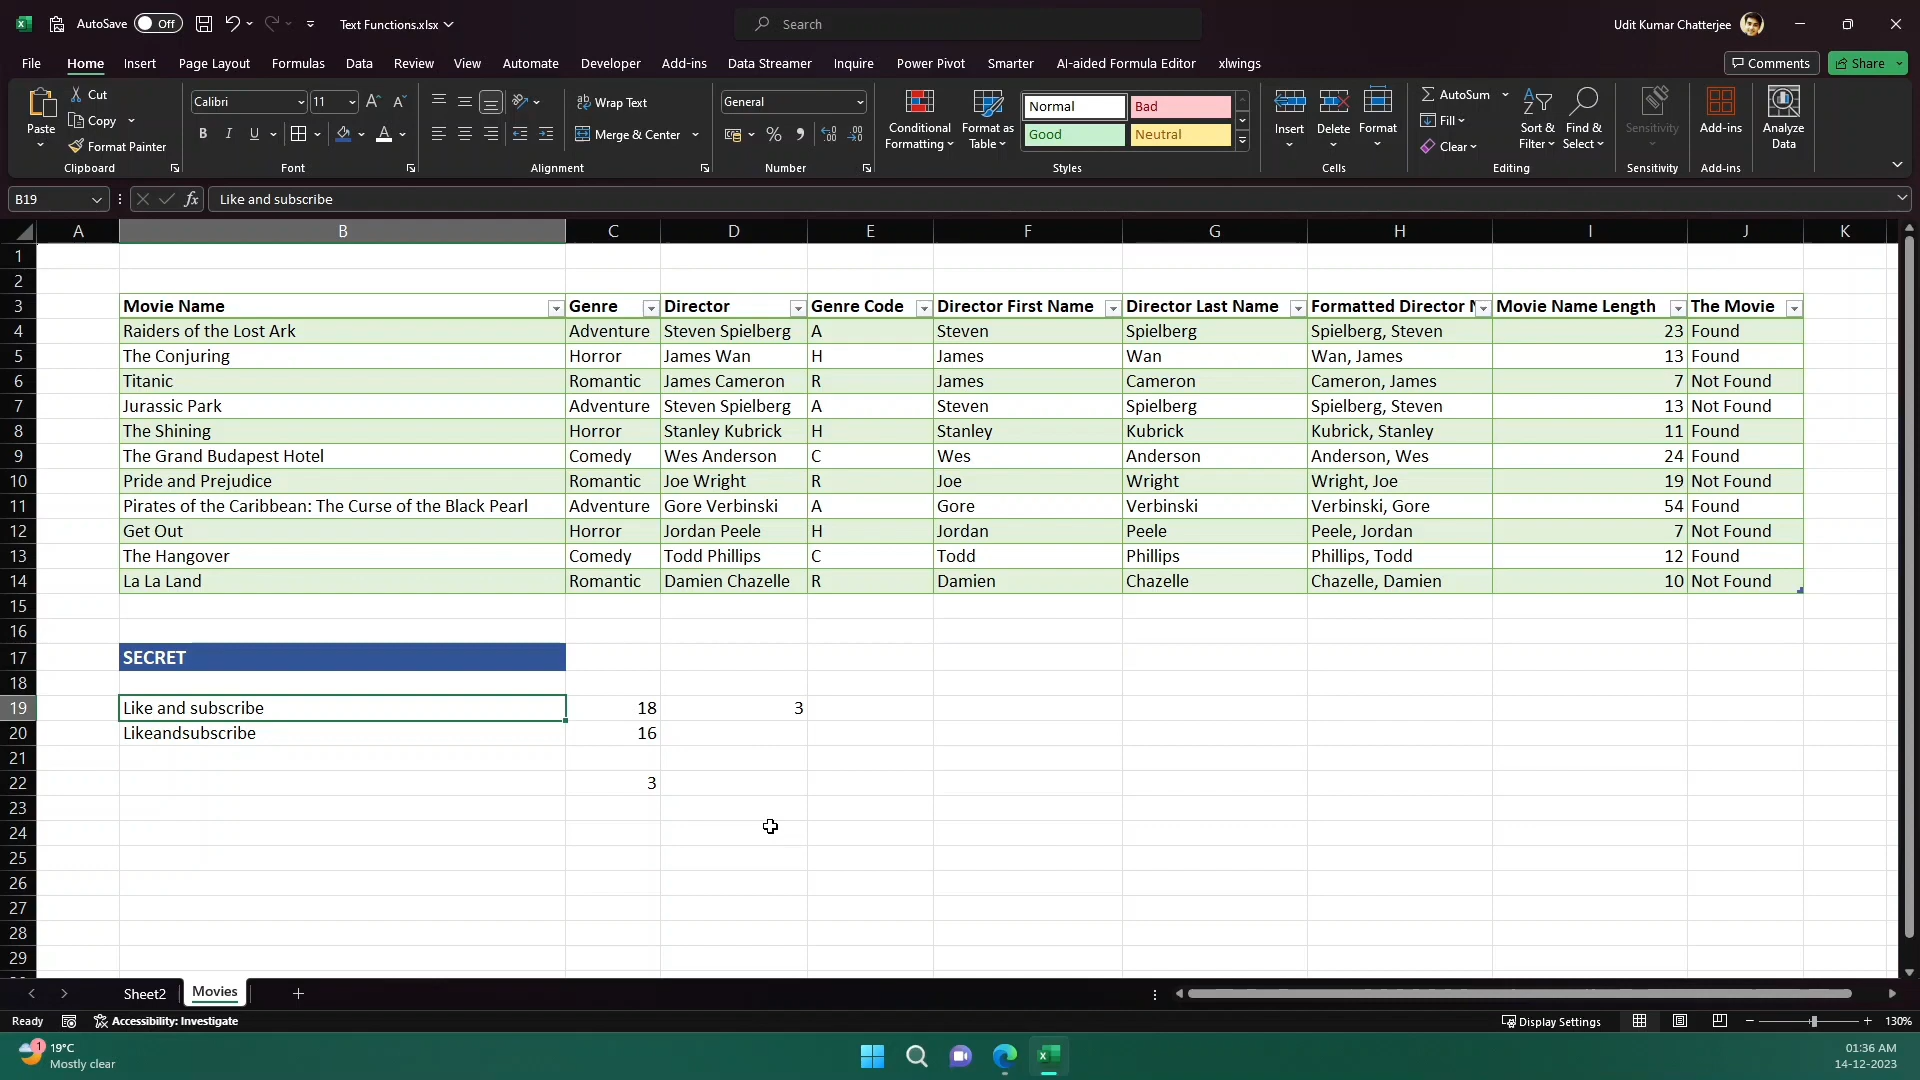 AutoSave Off Text Functions.xlsx Search Udit Kumar Chatterjee
File Home Insert Page Layout Formulas Data Review View Automate Developer Add-ins Data Streamer Inquire Power Pivot Smarter AI-aided Formula Editor xlwings Comments Share
Paste Cut Copy Format Painter Clipboard
Calibri 11 B I U A Font
Wrap Text Merge & Center Alignment
General % Number
Conditional Formatting Format as Table Normal Bad Good Neutral Styles
Insert Delete Format Cells
AutoSum Fill Clear Sort & Filter Find & Select Editing
Sensitivity Sensitivity
Add-ins Add-ins
Analyze Data
B19 fx Like and subscribe
A B C D E F G H I J K
1
2
3 Movie Name Genre Director Genre Code Director First Name Director Last Name Formatted Director Movie Name Length The Movie
4 Raiders of the Lost Ark Adventure Steven Spielberg A Steven Spielberg Spielberg, Steven 23 Found
5 The Conjuring Horror James Wan H James Wan Wan, James 13 Found
6 Titanic Romantic James Cameron R James Cameron Cameron, James 7 Not Found
7 Jurassic Park Adventure Steven Spielberg A Steven Spielberg Spielberg, Steven 13 Not Found
8 The Shining Horror Stanley Kubrick H Stanley Kubrick Kubrick, Stanley 11 Found
9 The Grand Budapest Hotel Comedy Wes Anderson C Wes Anderson Anderson, Wes 24 Found
10 Pride and Prejudice Romantic Joe Wright R Joe Wright Wright, Joe 19 Not Found
11 Pirates of the Caribbean: The Curse of the Black Pearl Adventure Gore Verbinski A Gore Verbinski Verbinski, Gore 54 Found
12 Get Out Horror Jordan Peele H Jordan Peele Peele, Jordan 7 Not Found
13 The Hangover Comedy Todd Phillips C Todd Phillips Phillips, Todd 12 Found
14 La La Land Romantic Damien Chazelle R Damien Chazelle Chazelle, Damien 10 Not Found
15
16
17 SECRET
18
19 Like and subscribe 18 3
20 Likeandsubscribe 16
21
22 3
23
24
25
26
27
28
29
Sheet2 Movies
Ready Accessibility: Investigate Display Settings 130%
1 19°C 01:36 AM
Mostly clear 14-12-2023